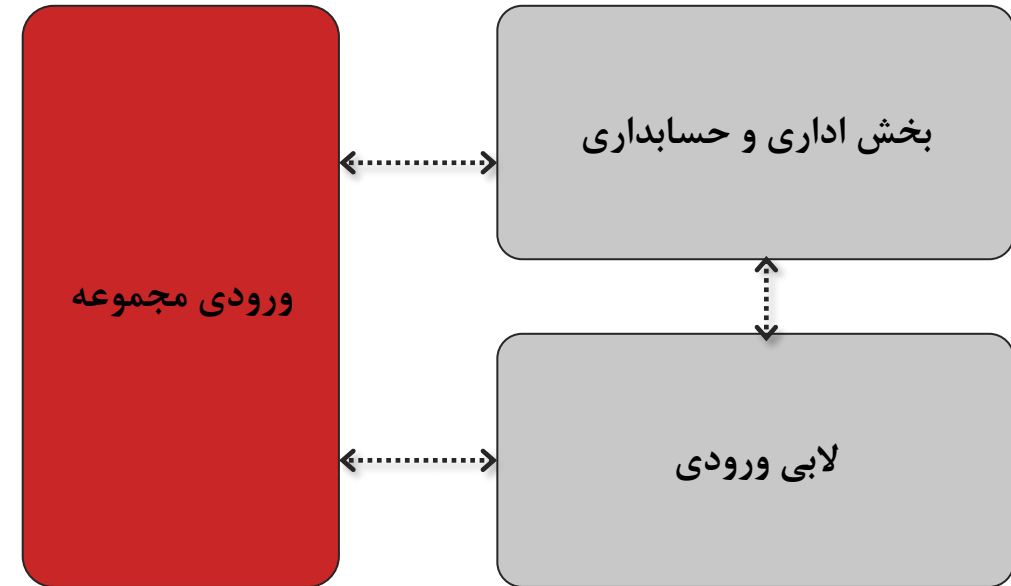 بخش اداری و حسابداری
ورودی مجموعه
لابی ورودی